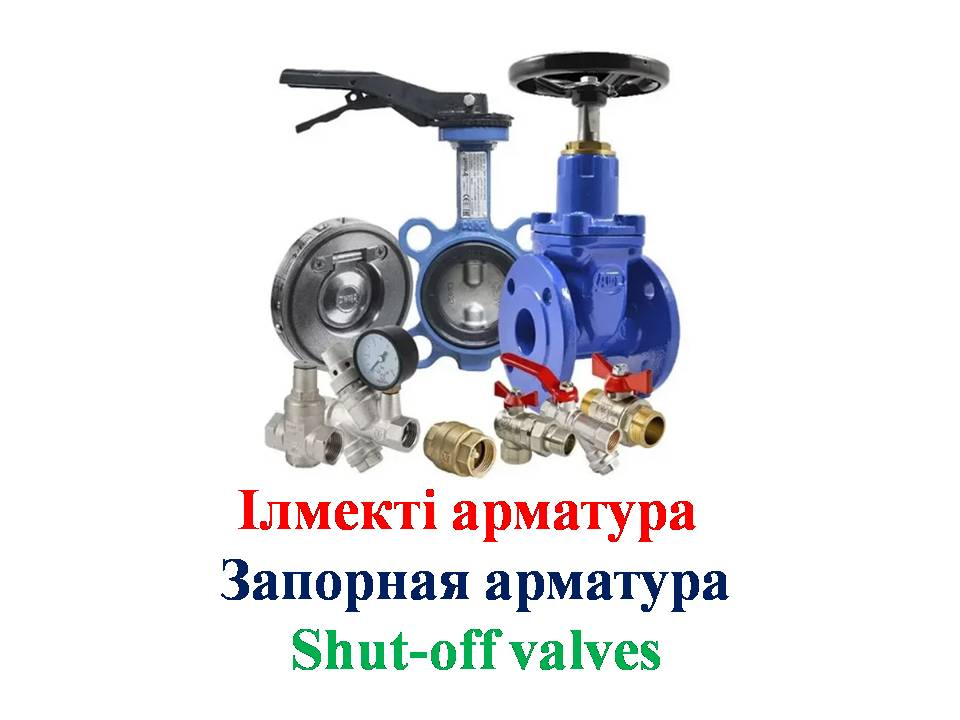 Ілмекті арматура
Запорная арматура
Shut-off valves